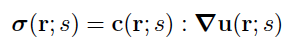 𝝈(𝐫; s) = 𝐜(𝐫; s) : 𝛁𝐮(𝐫; s)